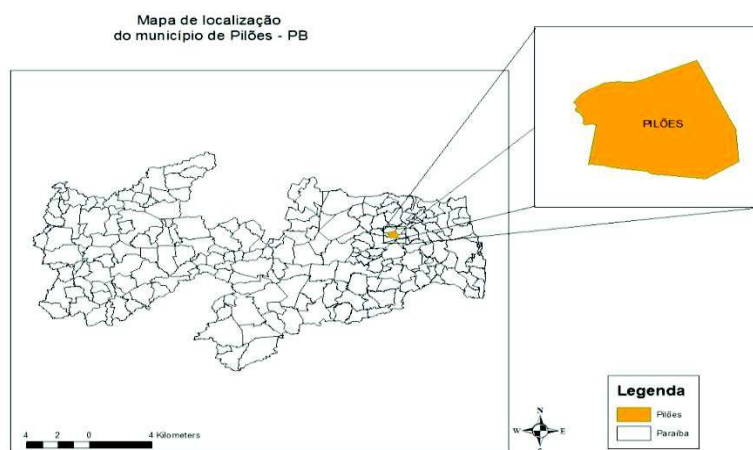 Mapa de localização
do município de Pilões - PB
PILÕES
Legenda
Pilões
Paraíba
4 2 0 4 Kilometers
N
W E
S